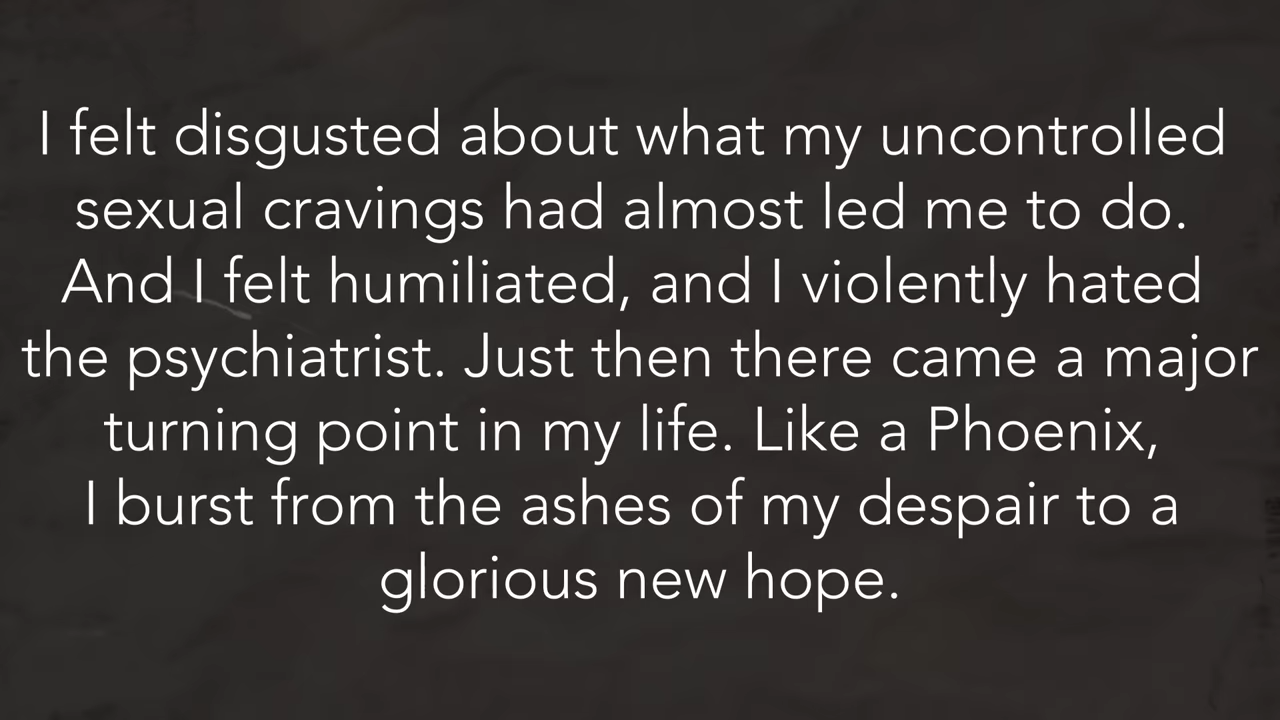 I felt disgusted about what my uncontrolled
sexual cravings had almost led me to do.
And I felt humiliated, and I violently hated
the psychiatrist. Just then there came a major
turning point in my life. Like a Phoenix,
I burst from the ashes of my despair to a
glorious new hope.